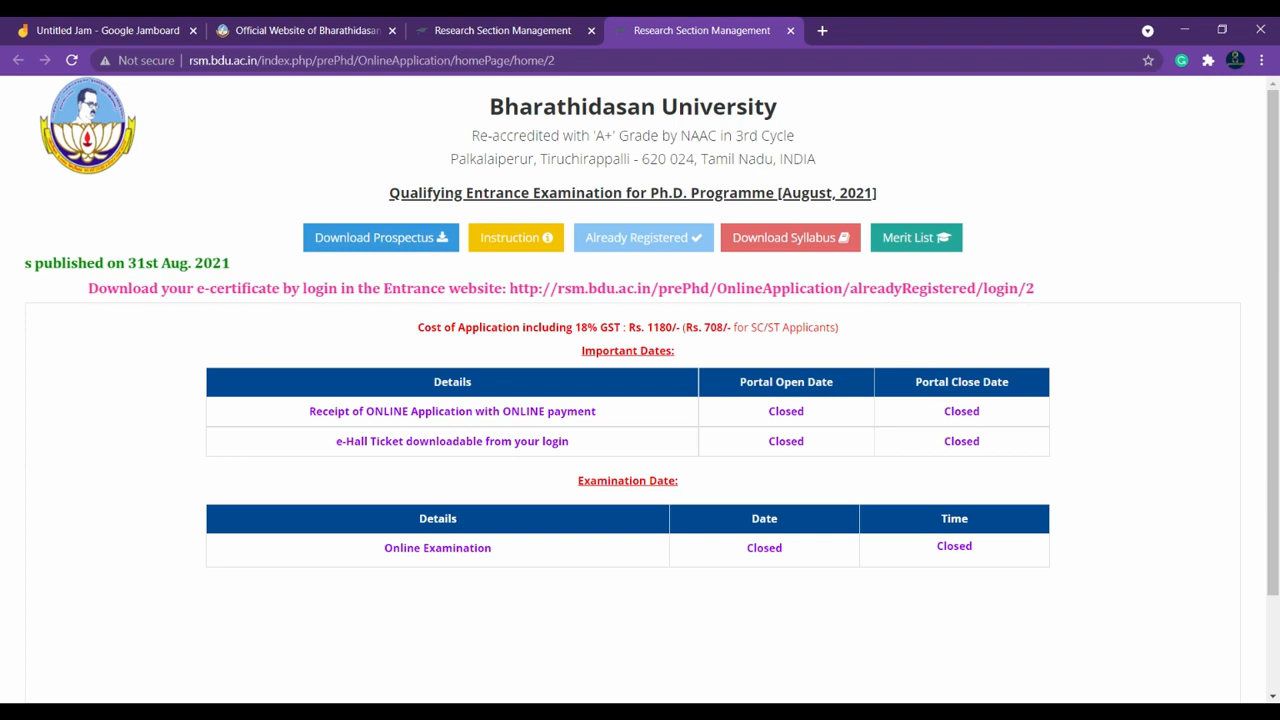 Untitled Jam - Google Jamboard
Official Website of Bharathidasan
Research Section Management
Research Section Management
Not secure
rsm.bdu.ac.in/index.php/prePhd/OnlineApplication/homePage/home/2
Bharathidasan University
Re-accredited with 'A+' Grade by NAAC in 3rd Cycle
Palkalaiperur, Tiruchirappalli - 620 024, Tamil Nadu, INDIA
Qualifying Entrance Examination for Ph.D. Programme [August, 2021]
Download Prospectus Instruction Already Registered Download Syllabus Merit List
s published on 31st Aug. 2021
Download your e-certificate by login in the Entrance website: http://rsm.bdu.ac.in/prePhd/OnlineApplication/alreadyRegistered/login/2
Cost of Application including 18% GST : Rs. 1180/- (Rs. 708/- for SC/ST Applicants)
Important Dates:
Details Portal Open Date Portal Close Date
Receipt of ONLINE Application with ONLINE payment Closed Closed
e-Hall Ticket downloadable from your login Closed Closed
Examination Date:
Details Date Time
Online Examination Closed Closed